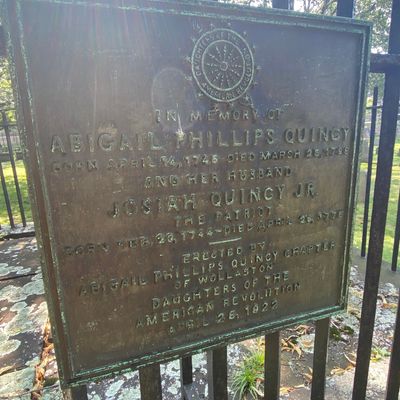 IN MEMORY OF
ABIGAIL PHILLIPS QUINCY
BORN APRIL 14, 1745 DIED MARCH 25, 1798
AND HER HUSBAND
JOSIAH QUINCY JR.
THE PATRIOT
BORN FEB. 23, 1744 DIED APRIL 26, 1775
ERECTED BY
ABIGAIL PHILLIPS QUINCY CHAPTER
OF WOLLASTON
DAUGHTERS OF THE
AMERICAN REVOLUTION
APRIL 26, 1922